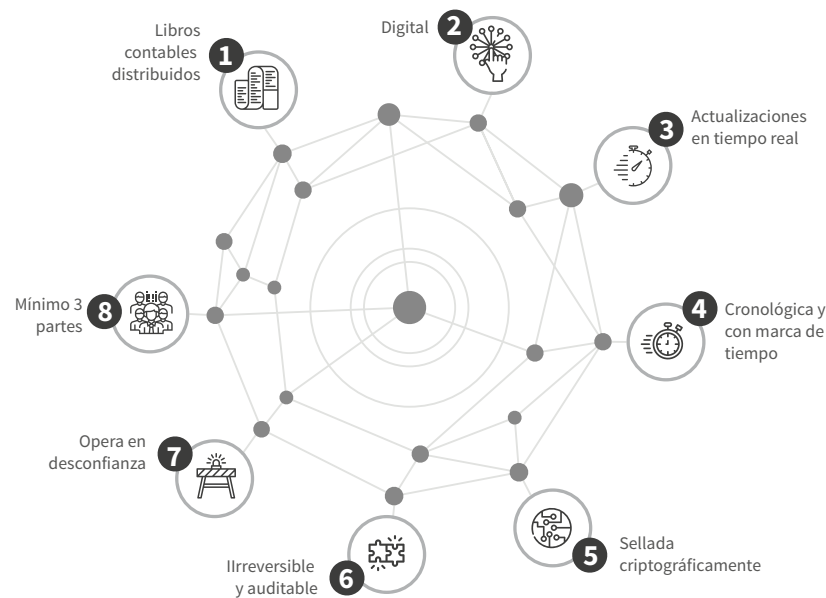 1
Libros
contables
distribuidos
2
Digital
3
Actualizaciones
en tiempo real
4
Cronológica y
con marca de
tiempo
5
Sellada
criptográficamente
6
IIrreversible
y auditable
7
Opera en
desconfianza
8
Mínimo 3
partes